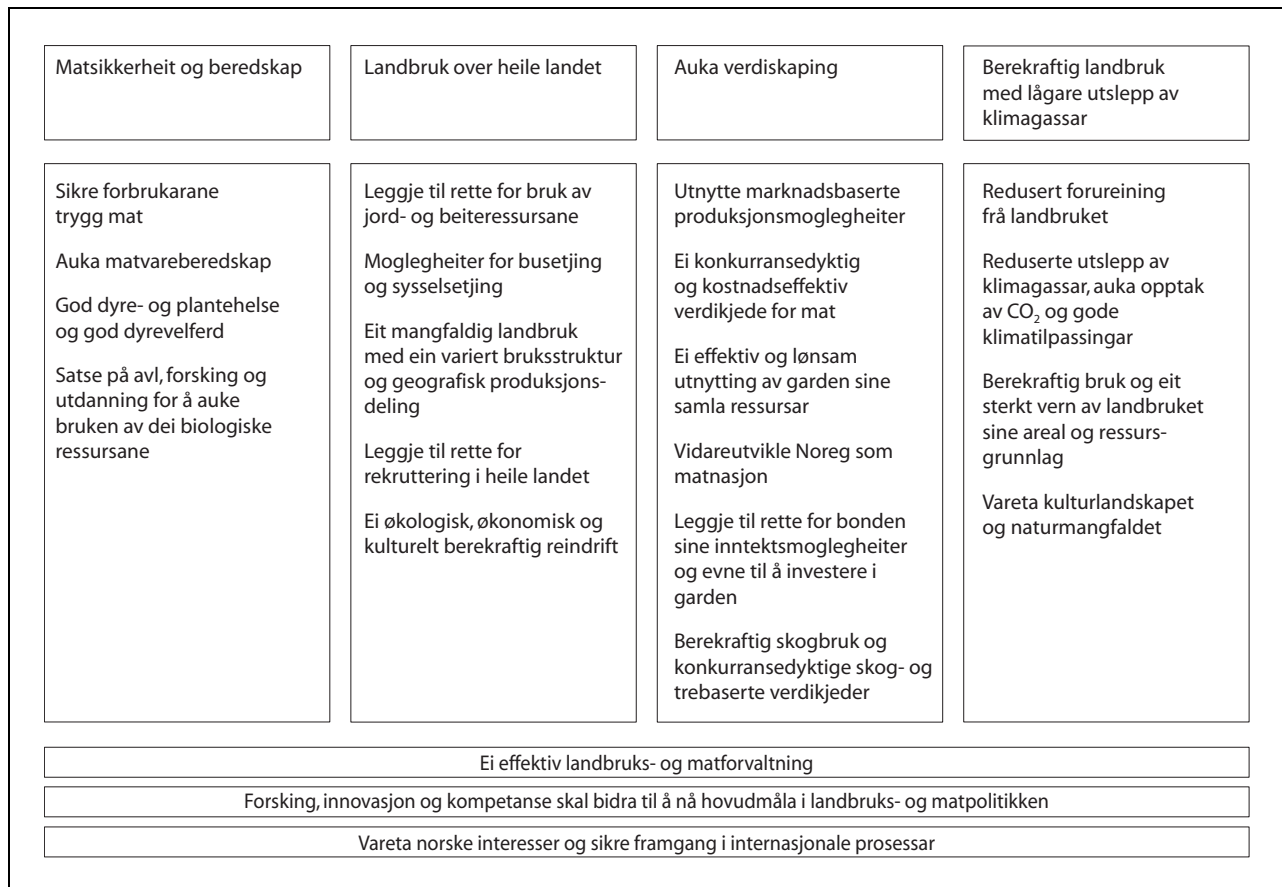 Matsikkerheit og beredskap
Landbruk over heile landet
Auka verdiskaping
Berekraftig landbruk
med lågare utslepp av
klimagassar
Sikre forbrukarane
trygg mat
Auka matvareberedskap
God dyre- og plantehelse
og god dyrevelferd
Satse på avl, forsking og
utdanning for å auke
bruken av dei biologiske
ressursane
Leggje til rette for bruk av
jord- og beiteressursane
Moglegheiter for busetjing
og sysselsetjing
Eit mangfaldig landbruk
med ein variert bruksstruktur
og geografisk produksjons-
deling
Leggje til rette for
rekruttering i heile landet
Ei økologisk, økonomisk og
kulturelt berekraftig reindrift
Utnytte marknadsbaserte
produksjonsmoglegheiter
Ei konkurransedyktig
og kostnadseffektiv
verdikjede for mat
Ei effektiv og lønsam
utnytting av garden sine
samla ressursar
Vidareutvikle Noreg som
matnasjon
Leggje til rette for bonden
sine inntektsmoglegheiter
og evne til å investere i
garden
Berekraftig skogbruk og
konkurransedyktige skog- og
trebaserte verdikjeder
Redusert forureining
frå landbruket
Reduserte utslepp av
klimagassar, auka opptak
av CO₂ og gode
klimatilpassingar
Berekraftig bruk og eit
sterkt vern av landbruket
sine areal og ressurs-
grunnlag
Vareta kulturlandskapet
og naturmangfaldet
Ei effektiv landbruks- og matforvaltning
Forsking, innovasjon og kompetanse skal bidra til å nå hovudmåla i landbruks- og matpolitikken
Vareta norske interesser og sikre framgang i internasjonale prosessar